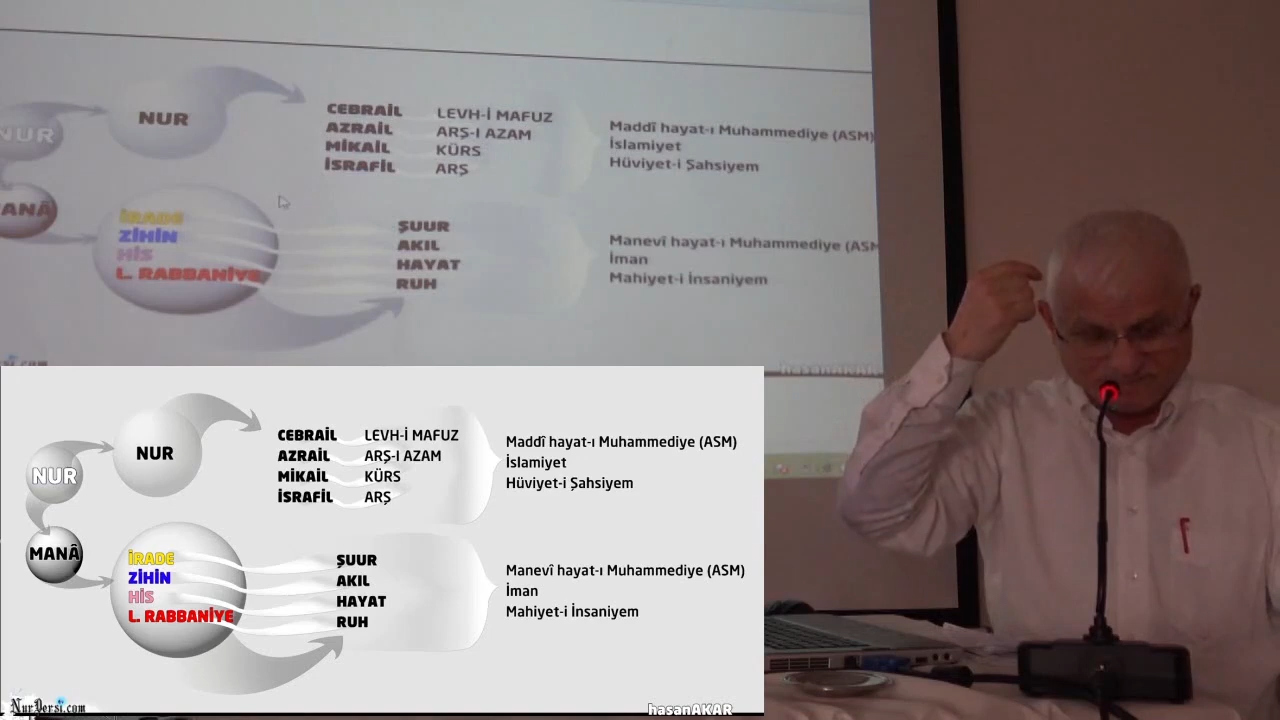 NUR
NUR
CEBRAİL LEVH-İ MAFUZ
AZRAİL ARŞ-I AZAM
MİKAİL KÜRS
İSRAFİL ARŞ
Maddî hayat-ı Muhammediye (ASM)
İslamiyet
Hüviyet-i Şahsiyem
ANÂ
İRADE
ZİHİN
HİS
L. RABBANİYE
ŞUUR
AKIL
HAYAT
RUH
Manevî hayat-ı Muhammediye (ASM
İman
Mahiyet-i İnsaniyem
hasanAKAR
NUR
NUR
CEBRAİL LEVH-İ MAFUZ
AZRAİL ARŞ-I AZAM
MİKAİL KÜRS
İSRAFİL ARŞ
Maddî hayat-ı Muhammediye (ASM)
İslamiyet
Hüviyet-i Şahsiyem
MANÂ
İRADE
ZİHİN
HİS
L. RABBANİYE
ŞUUR
AKIL
HAYAT
RUH
Manevî hayat-ı Muhammediye (ASM)
İman
Mahiyet-i İnsaniyem
NurDersi.com
hasanAKAR